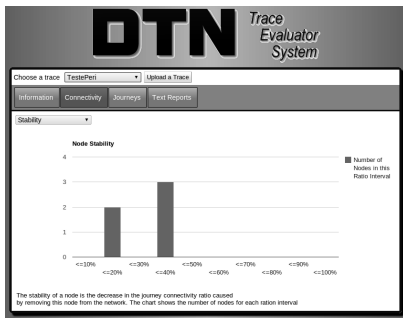 DTN Trace
Evaluator
System
Choose a trace TestePeri Upload a Trace
Information Connectivity Journeys Text Reports
Stability
Node Stability
4
3
2
1
0
Number of
Nodes in this
Ratio Interval
<=10% <=30% <=50% <=70% <=90%
<=20% <=40% <=60% <=80% <=100%
The stability of a node is the decrease in the journey connectivity ratio caused
by removing this node from the network. The chart shows the number of nodes for each ration interval